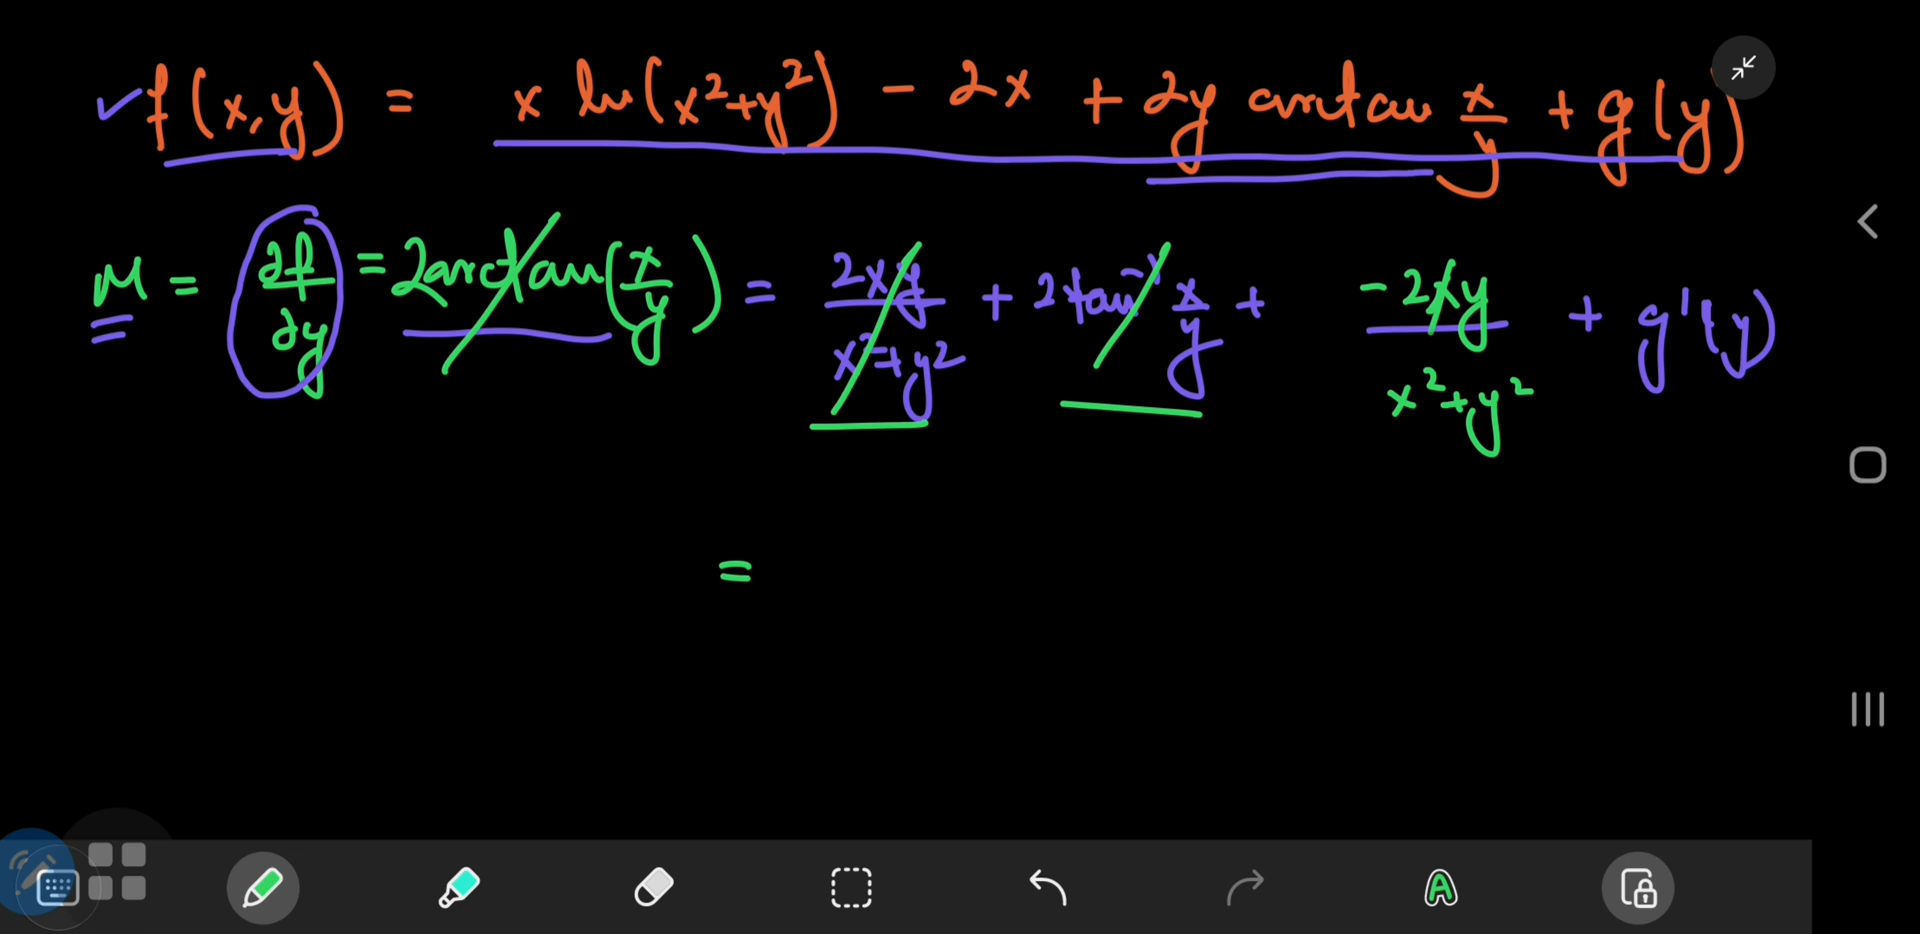 ✓ f(x,y) = x ln(x²+y²) - 2x + 2y arctan x/y + g(y)
M = ∂f/∂y = 2arctan(x/y) = 2xy/x²+y² + 2tan⁻¹ x/y + -2xy/x²+y² + g'(y)
=
A